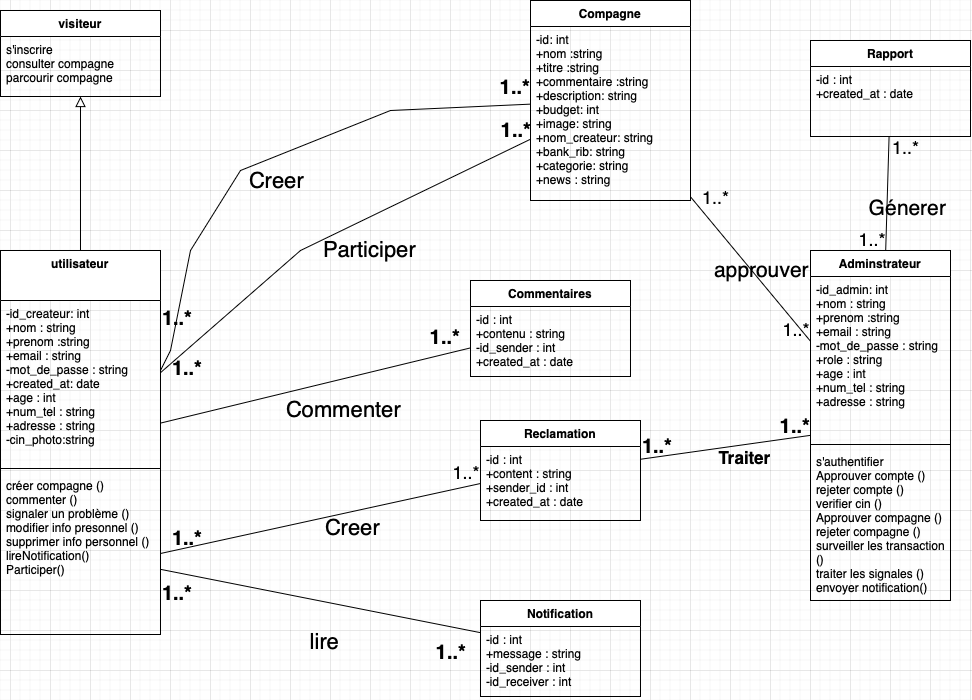 visiteur
s'inscrire
consulter compagne
parcourir compagne
Compagne
-id: int
+nom :string
+titre :string
+commentaire :string
+description: string
+budget: int
+image: string
+nom_createur: string
+bank_rib: string
+categorie: string
+news : string
Rapport
-id : int
+created_at : date
1..*
Génerer
1..*
1..*
1..*
Creer
Participer
1..*
1..*
1..*
approuver
1..*
utilisateur
-id_createur: int
+nom : string
+prenom :string
+email : string
-mot_de_passe : string
+created_at: date
+age : int
+num_tel : string
+adresse : string
-cin_photo:string
créer compagne ()
commenter ()
signaler un problème ()
modifier info presonnel ()
supprimer info personnel ()
lireNotification()
Participer()
Commentaires
-id : int
+contenu : string
-id_sender : int
+created_at : date
1..*
Commenter
Adminstrateur
-id_admin: int
+nom : string
+prenom :string
+email : string
-mot_de_passe : string
+role : string
+age : int
+num_tel : string
+adresse : string
s'authentifier
Approuver compte ()
rejeter compte ()
verifier cin ()
Approuver compagne ()
rejeter compagne ()
surveiller les transaction
()
traiter les signales ()
envoyer notification()
Reclamation
-id : int
+content : string
+sender_id : int
+created_at : date
1..*
Traiter
1..*
1..*
Creer
1..*
1..*
lire
1..*
Notification
-id : int
+message : string
-id_sender : int
-id_receiver : int